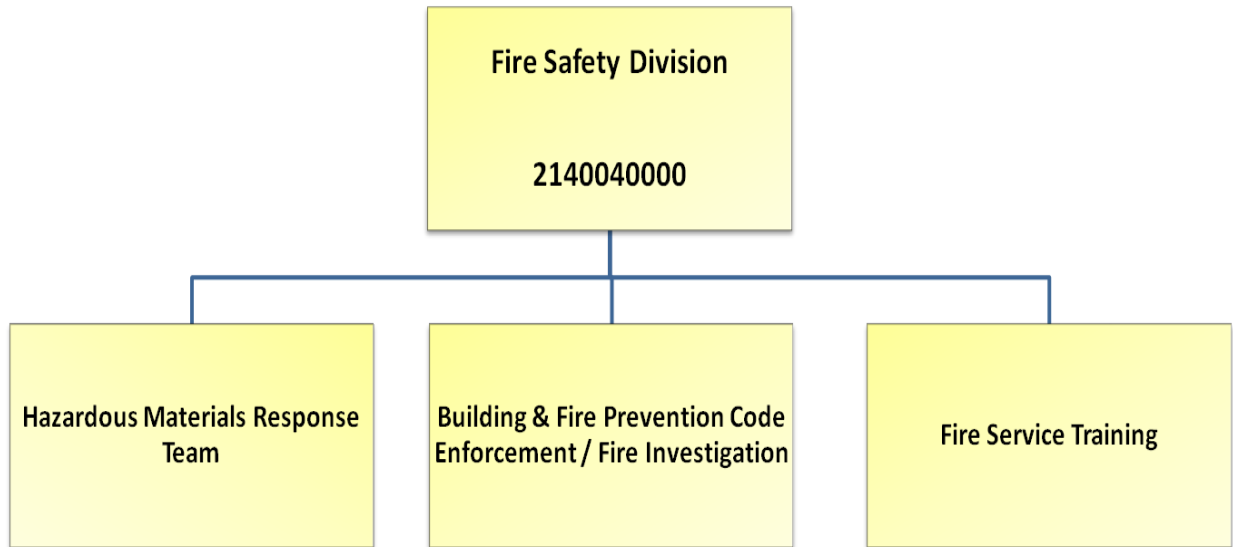 Fire Safety Division
2140040000
Hazardous Materials Response
Team
Building & Fire Prevention Code
Enforcement / Fire Investigation
Fire Service Training